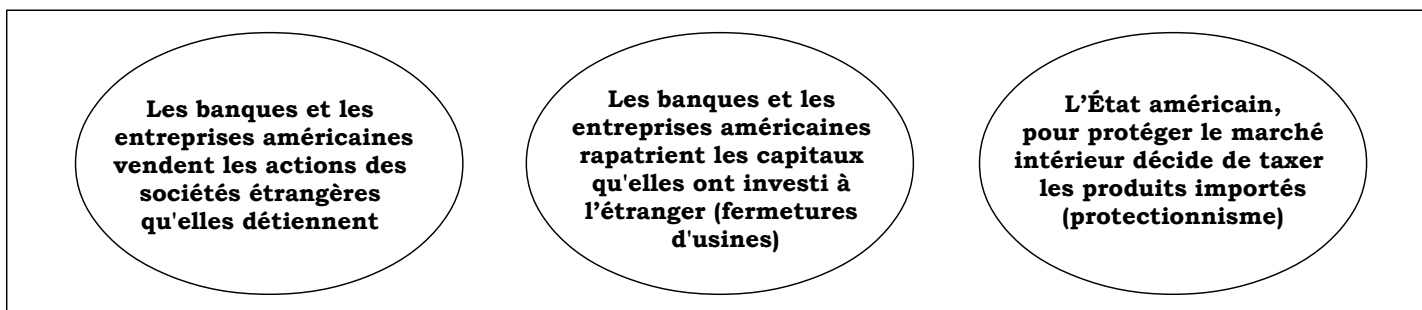 Les banques et les
entreprises américaines
vendent les actions des
sociétés étrangères
qu'elles détiennent
Les banques et les
entreprises américaines
rapatrient les capitaux
qu'elles ont investi à
l'étranger (fermetures
d'usines)
L'État américain,
pour protéger le marché
intérieur décide de taxer
les produits importés
(protectionnisme)